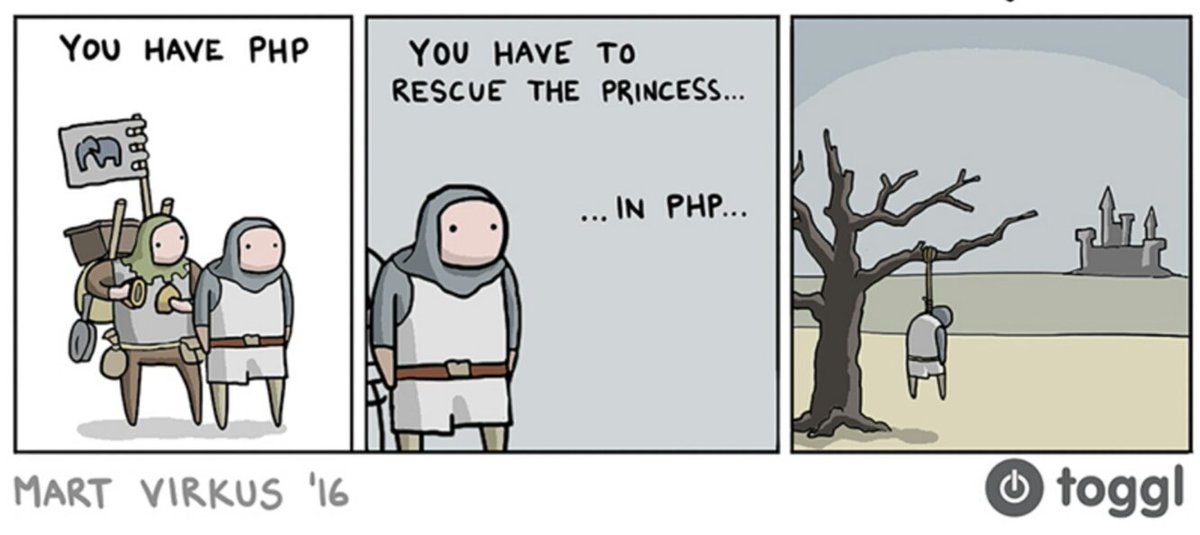 YOU HAVE PHP
YOU HAVE TO
RESCUE THE PRINCESS...
... IN PHP...
MART VIRKUS '16
toggl